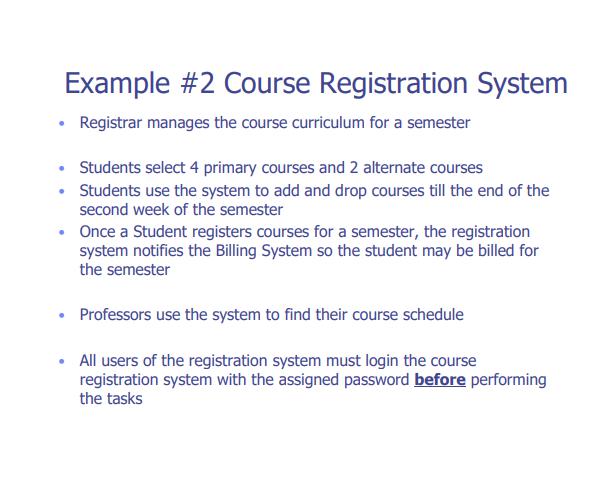 Example #2 Course Registration System
• Registrar manages the course curriculum for a semester
• Students select 4 primary courses and 2 alternate courses
• Students use the system to add and drop courses till the end of the
second week of the semester
• Once a Student registers courses for a semester, the registration
system notifies the Billing System so the student may be billed for
the semester
• Professors use the system to find their course schedule
• All users of the registration system must login the course
registration system with the assigned password before performing
the tasks